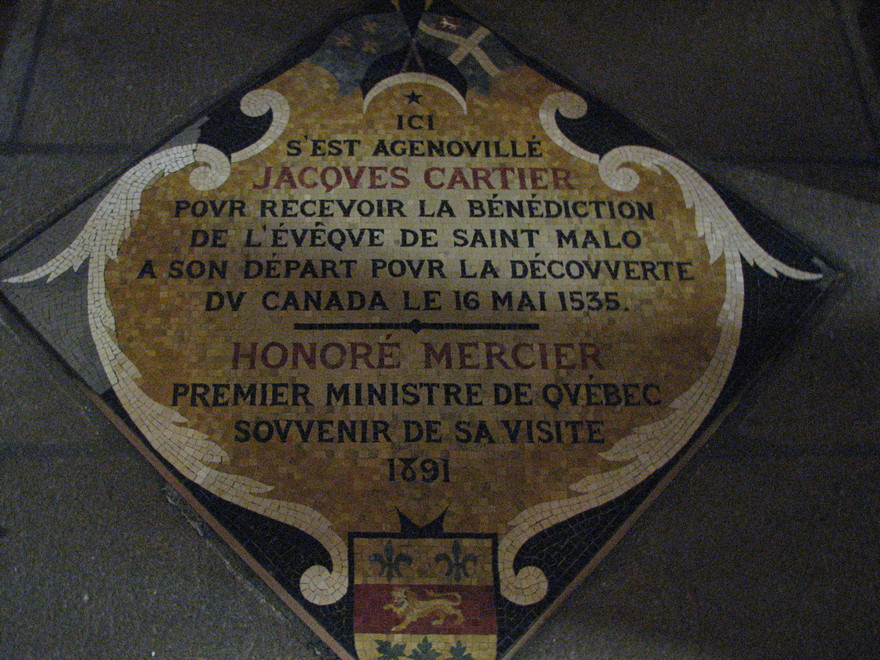 ICI
S'EST AGENOVILLÉ
JACQVES CARTIER
POVR RECEVOIR LA BÉNÉDICTION
DE L'ÉVÊQVE DE SAINT MALO
A SON DÉPART POVR LA DÉCOVVERTE
DV CANADA LE 16 MAI 1535.
HONORÉ MERCIER
PREMIER MINISTRE DE QVÉBEC
SOVVENIR DE SA VISITE
1891